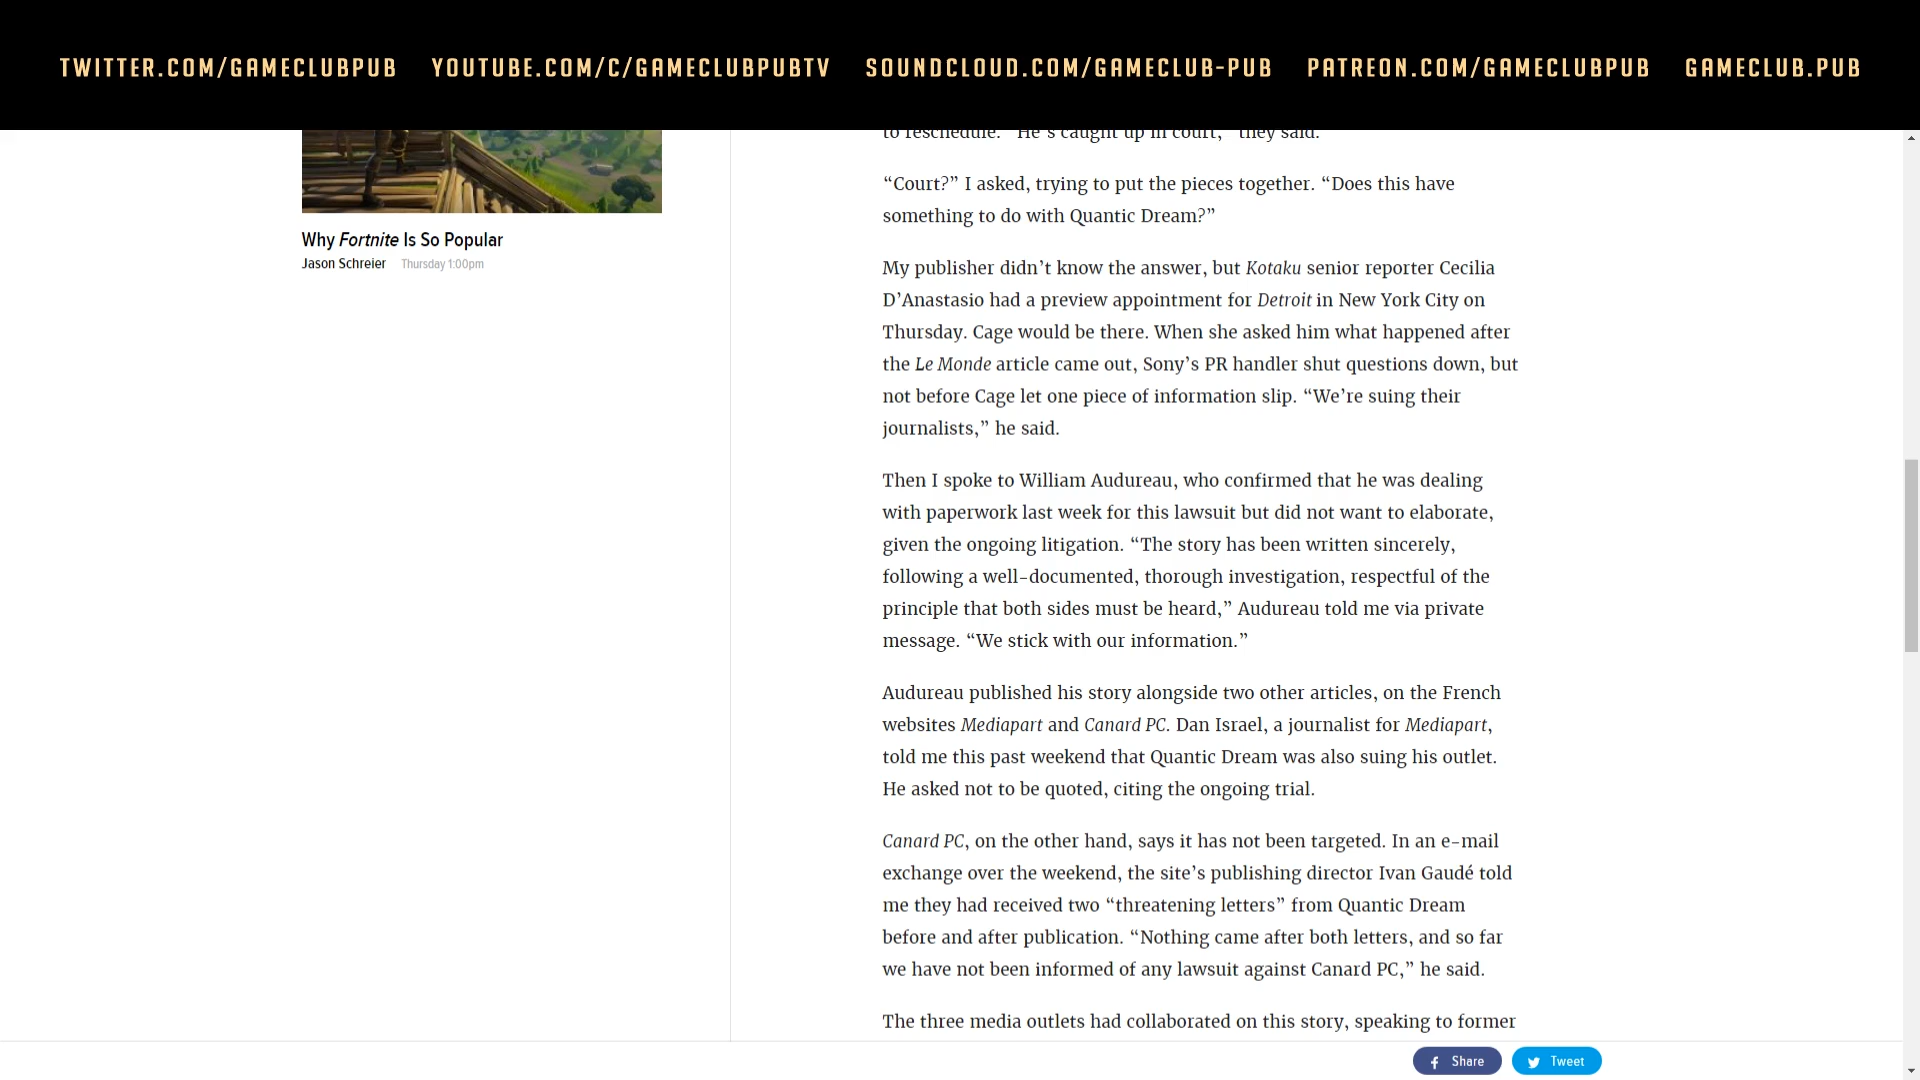 TWITTER.COM/GAMECLUBPUB YOUTUBE.COM/C/GAMECLUBPUBTV SOUNDCLOUD.COM/GAMECLUB-PUB PATREON.COM/GAMECLUBPUB GAMECLUB.PUB
Why Fortnite Is So Popular
Jason Schreier Thursday 1:00pm
to reschedule. “He’s caught up in court,” they said.
“Court?” I asked, trying to put the pieces together. “Does this have
something to do with Quantic Dream?”
My publisher didn’t know the answer, but Kotaku senior reporter Cecilia
D’Anastasio had a preview appointment for Detroit in New York City on
Thursday. Cage would be there. When she asked him what happened after
the Le Monde article came out, Sony’s PR handler shut questions down, but
not before Cage let one piece of information slip. “We’re suing their
journalists,” he said.
Then I spoke to William Audureau, who confirmed that he was dealing
with paperwork last week for this lawsuit but did not want to elaborate,
given the ongoing litigation. “The story has been written sincerely,
following a well-documented, thorough investigation, respectful of the
principle that both sides must be heard,” Audureau told me via private
message. “We stick with our information.”
Audureau published his story alongside two other articles, on the French
websites Mediapart and Canard PC. Dan Israel, a journalist for Mediapart,
told me this past weekend that Quantic Dream was also suing his outlet.
He asked not to be quoted, citing the ongoing trial.
Canard PC, on the other hand, says it has not been targeted. In an e-mail
exchange over the weekend, the site’s publishing director Ivan Gaudé told
me they had received two “threatening letters” from Quantic Dream
before and after publication. “Nothing came after both letters, and so far
we have not been informed of any lawsuit against Canard PC,” he said.
The three media outlets had collaborated on this story, speaking to former
Share Tweet